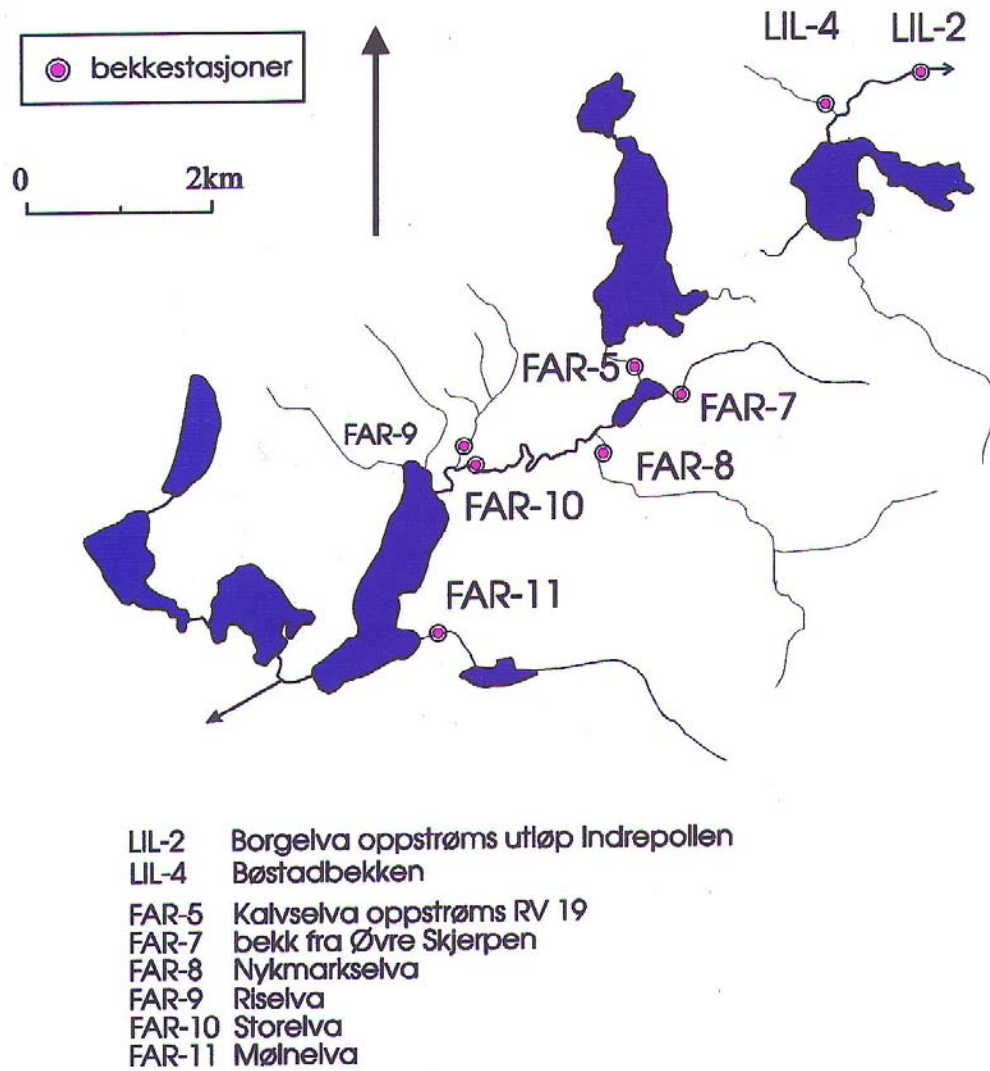 bekkestasjoner
0 2km
LIL-4 LIL-2
FAR-5
FAR-7
FAR-9
FAR-8
FAR-10
FAR-11
LIL-2 Borgelva oppstrøms utløp Indrepollen
LIL-4 Bøstadbekken
FAR-5 Kalvselva oppstrøms RV 19
FAR-7 bekk fra Øvre Skjerpen
FAR-8 Nykmarkselva
FAR-9 Riselva
FAR-10 Storelva
FAR-11 Mølnelva